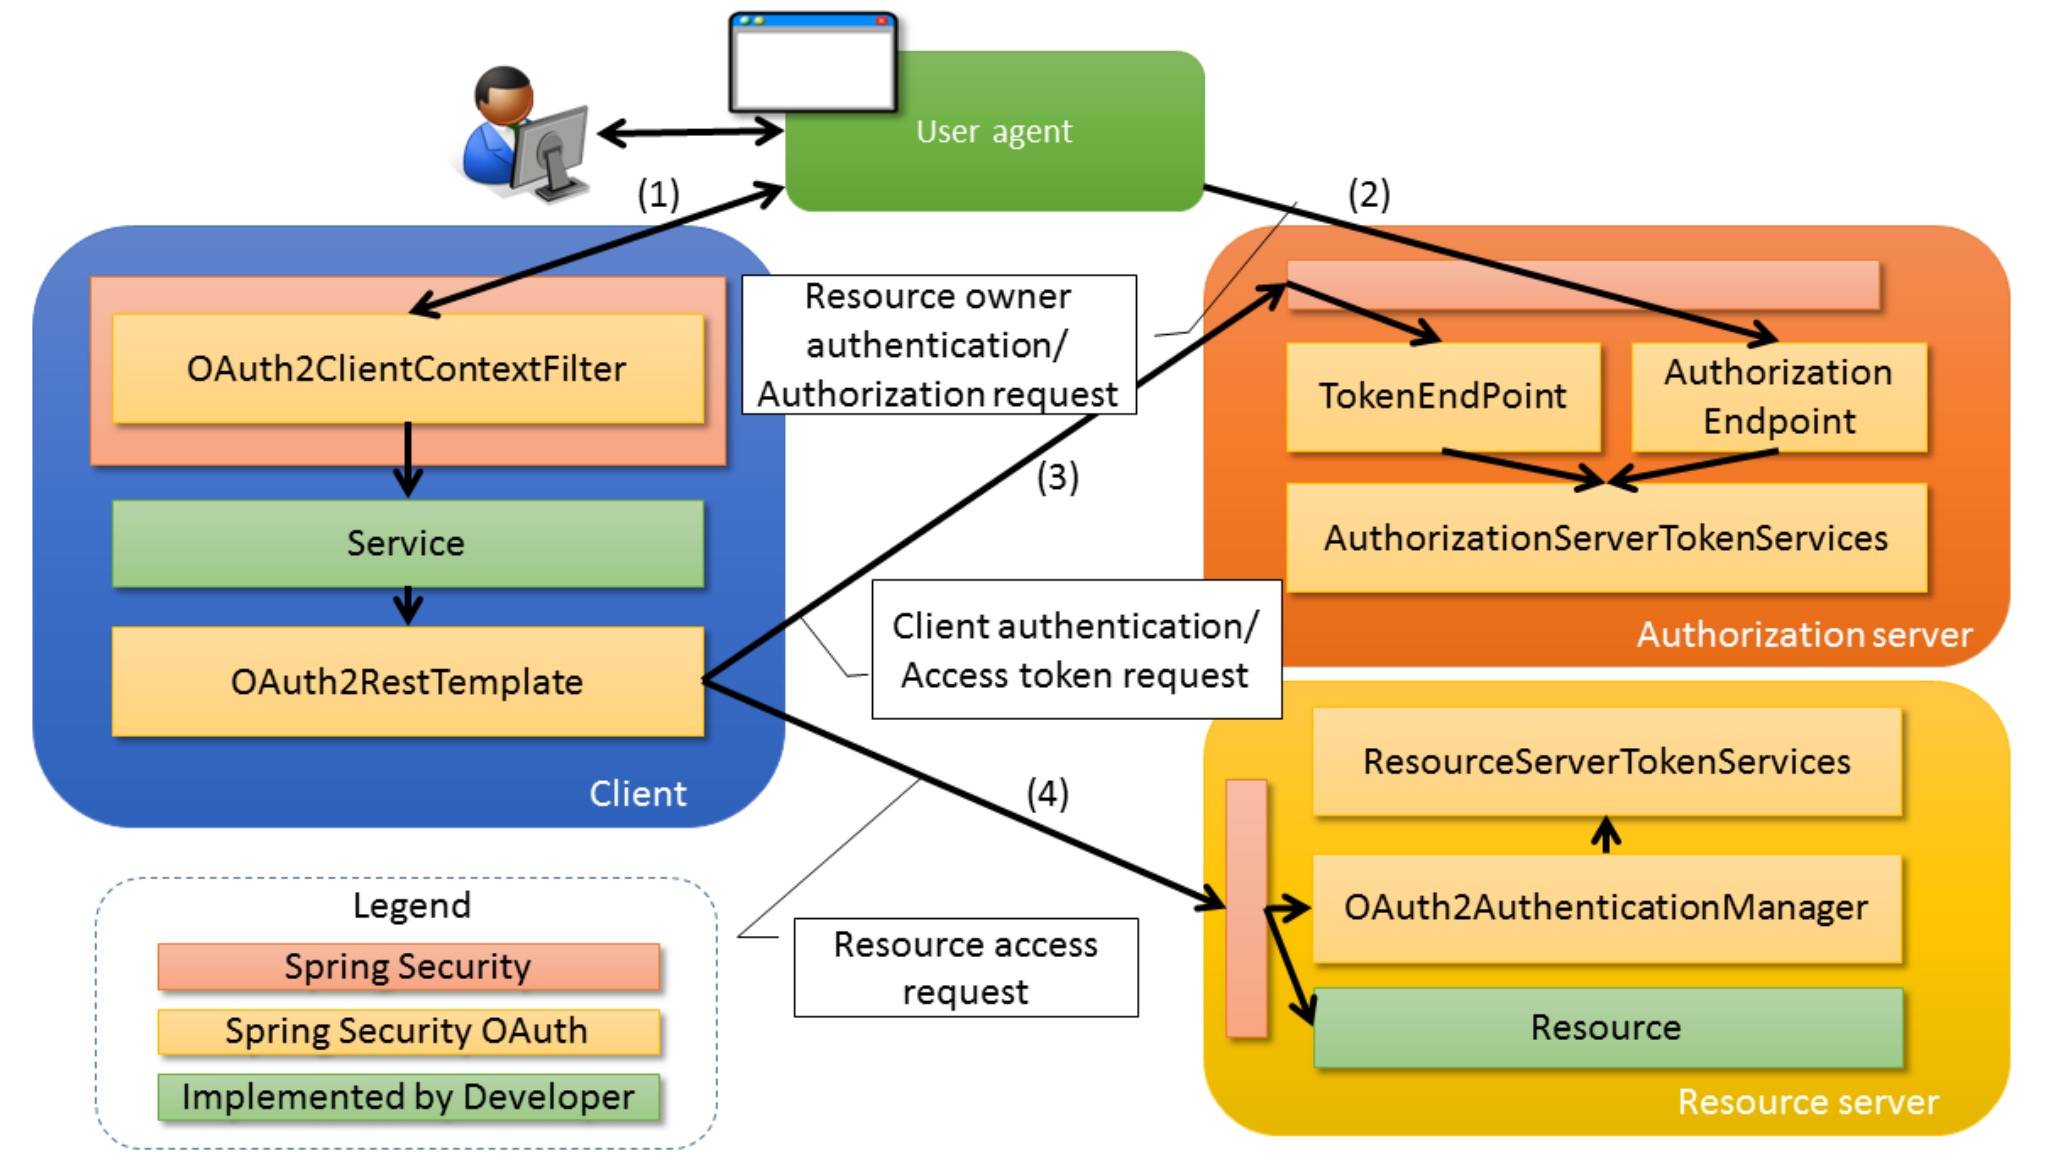 User agent
(1)
(2)
OAuth2ClientContextFilter
Service
OAuth2RestTemplate
Client
Resource owner
authentication/
Authorization request
(3)
Client authentication/
Access token request
(4)
Resource access
request
TokenEndPoint
Authorization
Endpoint
AuthorizationServerTokenServices
Authorization server
ResourceServerTokenServices
OAuth2AuthenticationManager
Resource
Resource server
Legend
Spring Security
Spring Security OAuth
Implemented by Developer